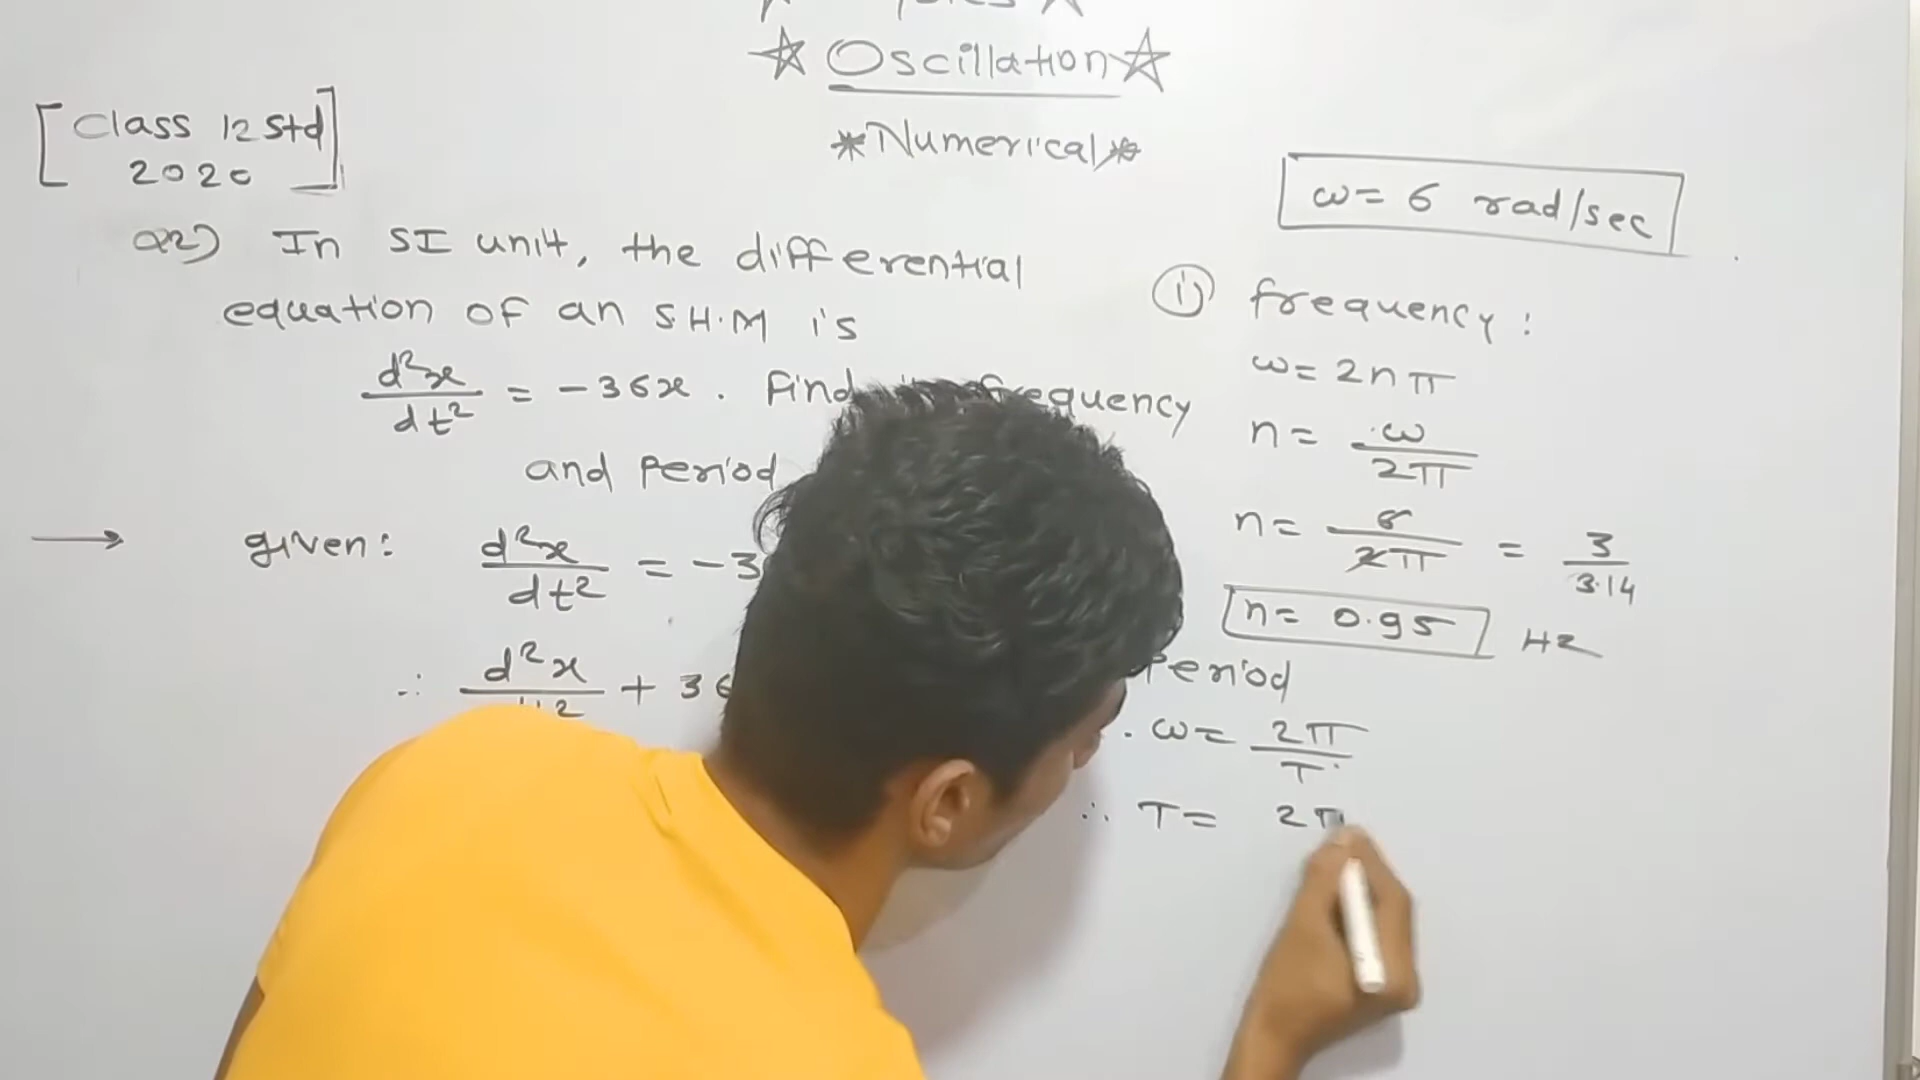 ☆ Oscillation ☆
*Numerical*
[Class 12 Std
2020]
Q2) In SI unit, the differential
equation of an S.H.M is
d²x/dt² = -36x. Find frequency
and Period
→ given: d²x/dt² = -3
∴ d²x/dt² + 36
ω = 6 rad/sec
① frequency:
ω = 2nπ
n = ω/2π
n = 6/2π = 3/3.14
n = 0.95 Hz
Period
ω = 2π/T
∴ T = 2π